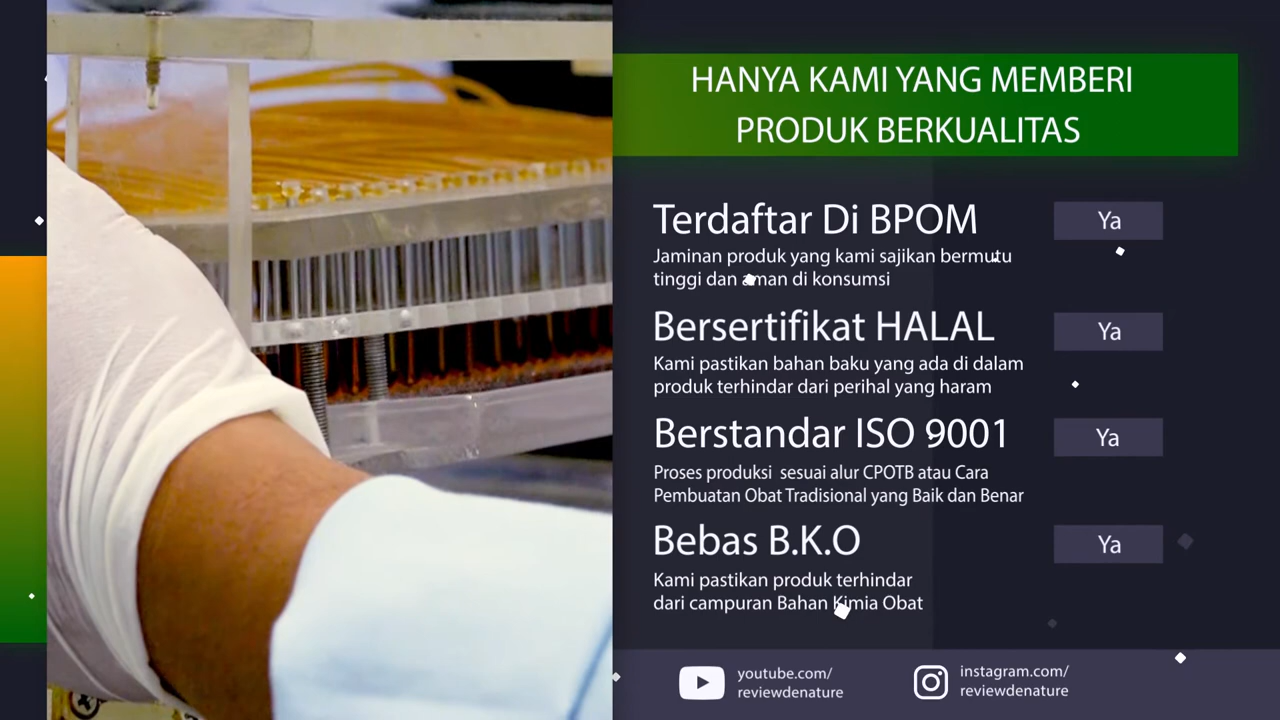 HANYA KAMI YANG MEMBERI
PRODUK BERKUALITAS
Terdaftar Di BPOM
Ya
Jaminan produk yang kami sajikan bermutu
tinggi dan aman di konsumsi
Bersertifikat HALAL
Ya
Kami pastikan bahan baku yang ada di dalam
produk terhindar dari perihal yang haram
Berstandar ISO 9001
Ya
Proses produksi sesuai alur CPOTB atau Cara
Pembuatan Obat Tradisional yang Baik dan Benar
Bebas B.K.O
Ya
Kami pastikan produk terhindar
dari campuran Bahan Kimia Obat
youtube.com/
reviewdenature
instagram.com/
reviewdenature